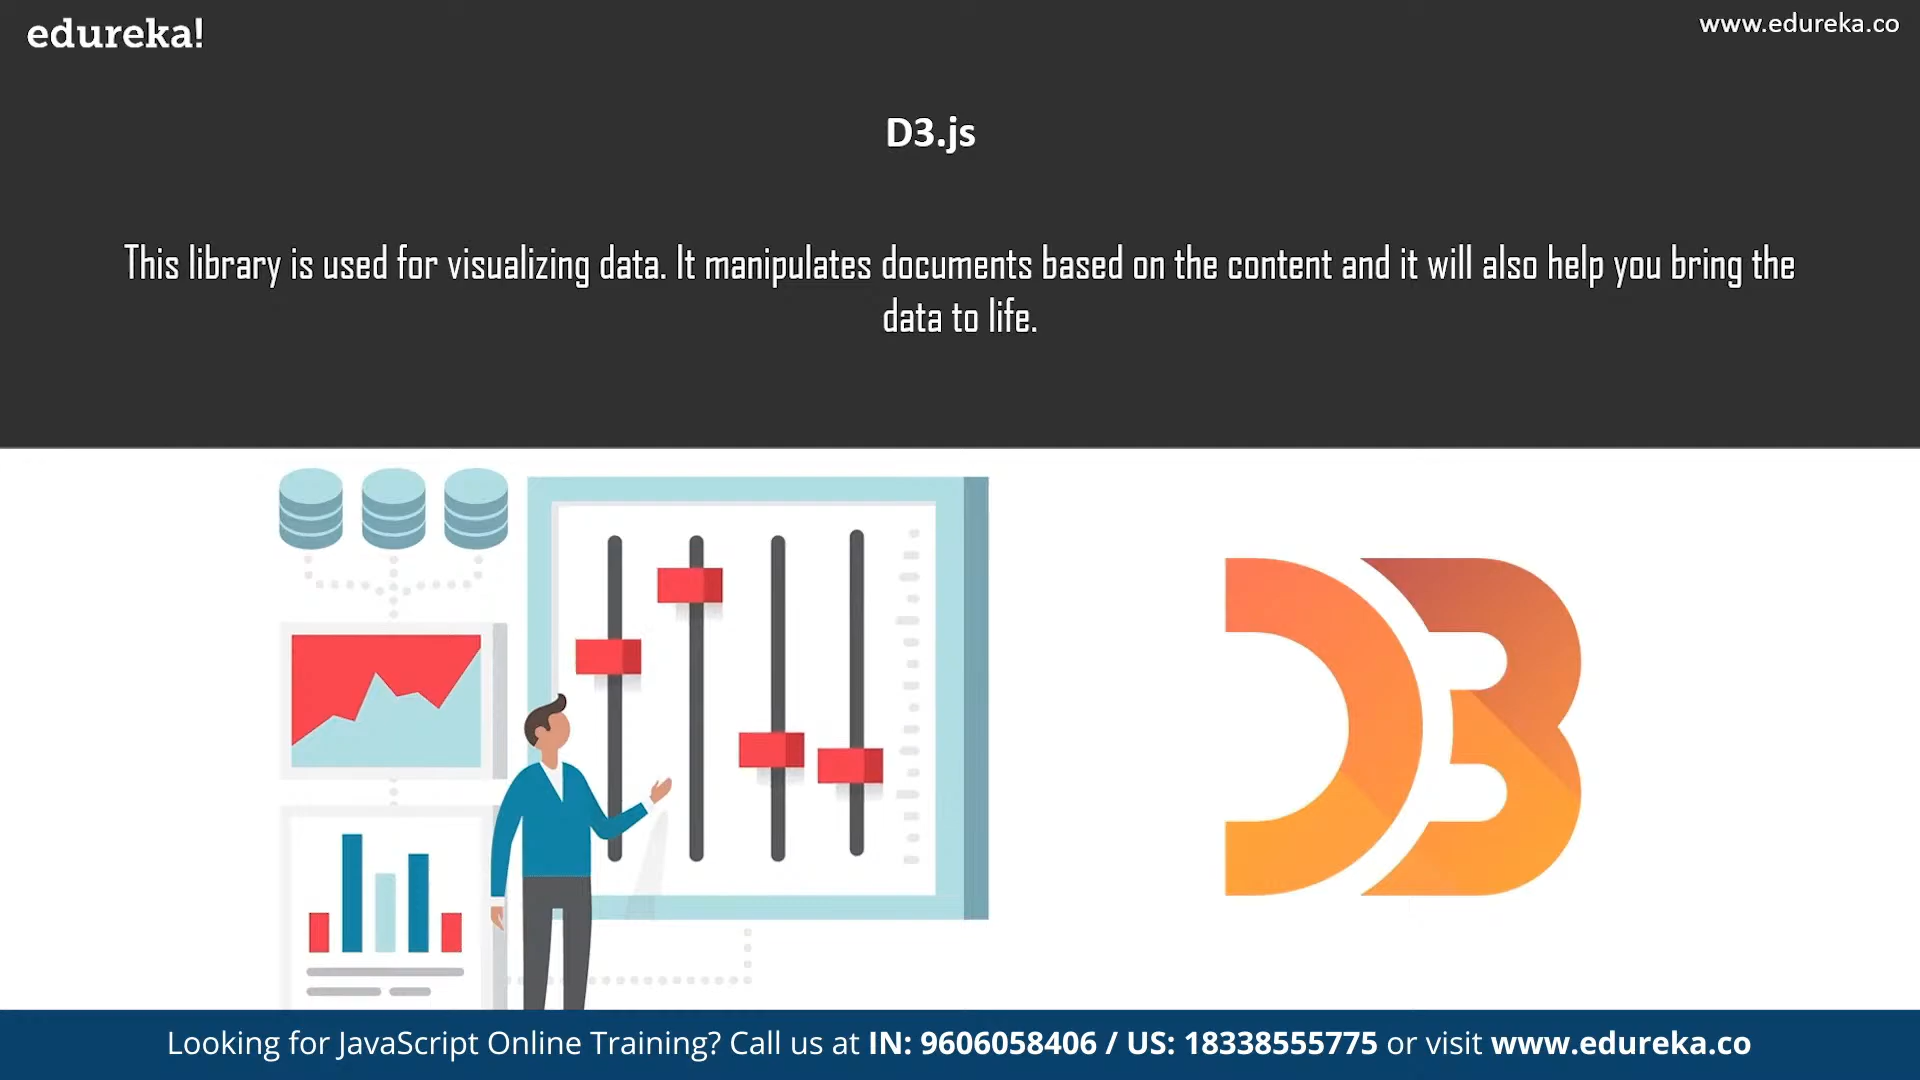 edureka!
www.edureka.co
D3.js
This library is used for visualizing data. It manipulates documents based on the content and it will also help you bring the
data to life.
D3
Looking for JavaScript Online Training? Call us at IN: 9606058406 / US: 18338555775 or visit www.edureka.co